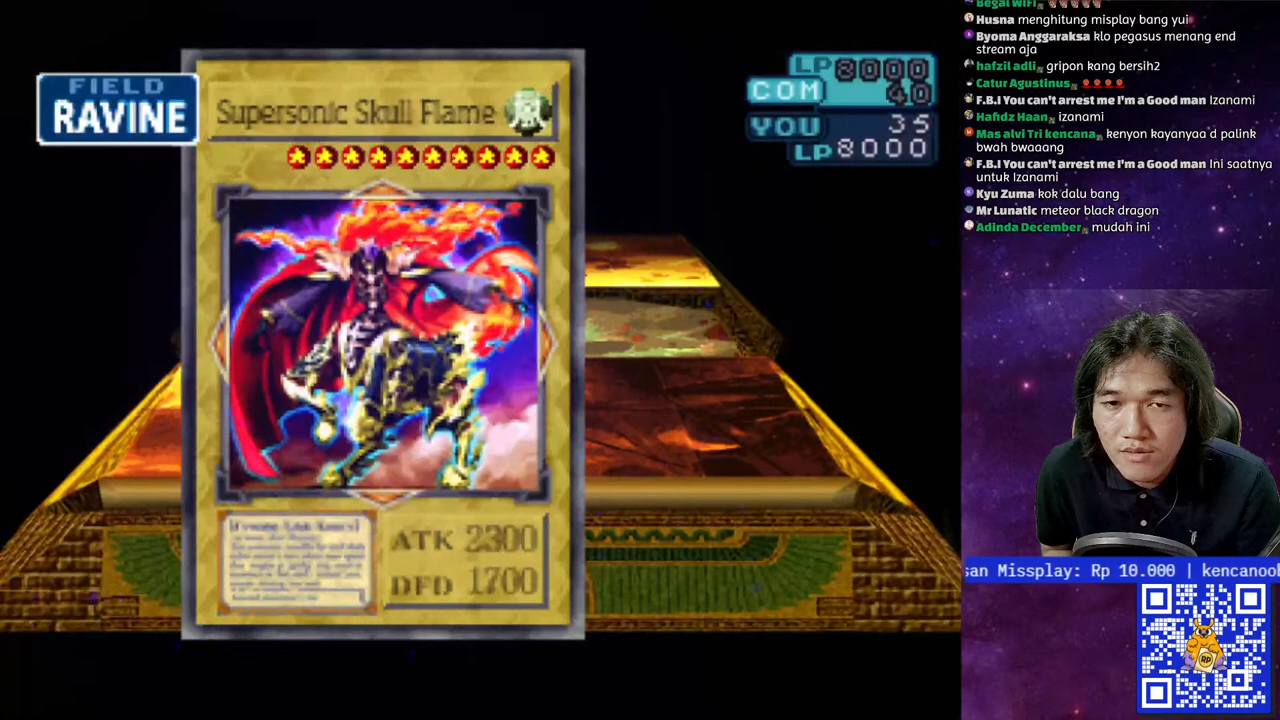 FIELD
RAVINE
Supersonic Skull Flame
ATK 2300
DFD 1700
LP 8000
COM 40
YOU 35
LP 8000
Begal WiFi
Husna menghitung misplay bang yui
Byoma Anggaraksa klo pegasus menang end
stream aja
hafzil adli gripon kang bersih2
Catur Agustinus
F.B.I You can't arrest me I'm a Good man Izanami
Hafidz Haan izanami
Mas alvi Tri kencana kenyon kayanyaa d palink
bwah bwaaang
F.B.I You can't arrest me I'm a Good man Ini saatnya
untuk Izanami
Kyu Zuma kok dalu bang
Mr Lunatic meteor black dragon
Adinda December mudah ini
san Missplay: Rp 10.000 | kencanooh
RP